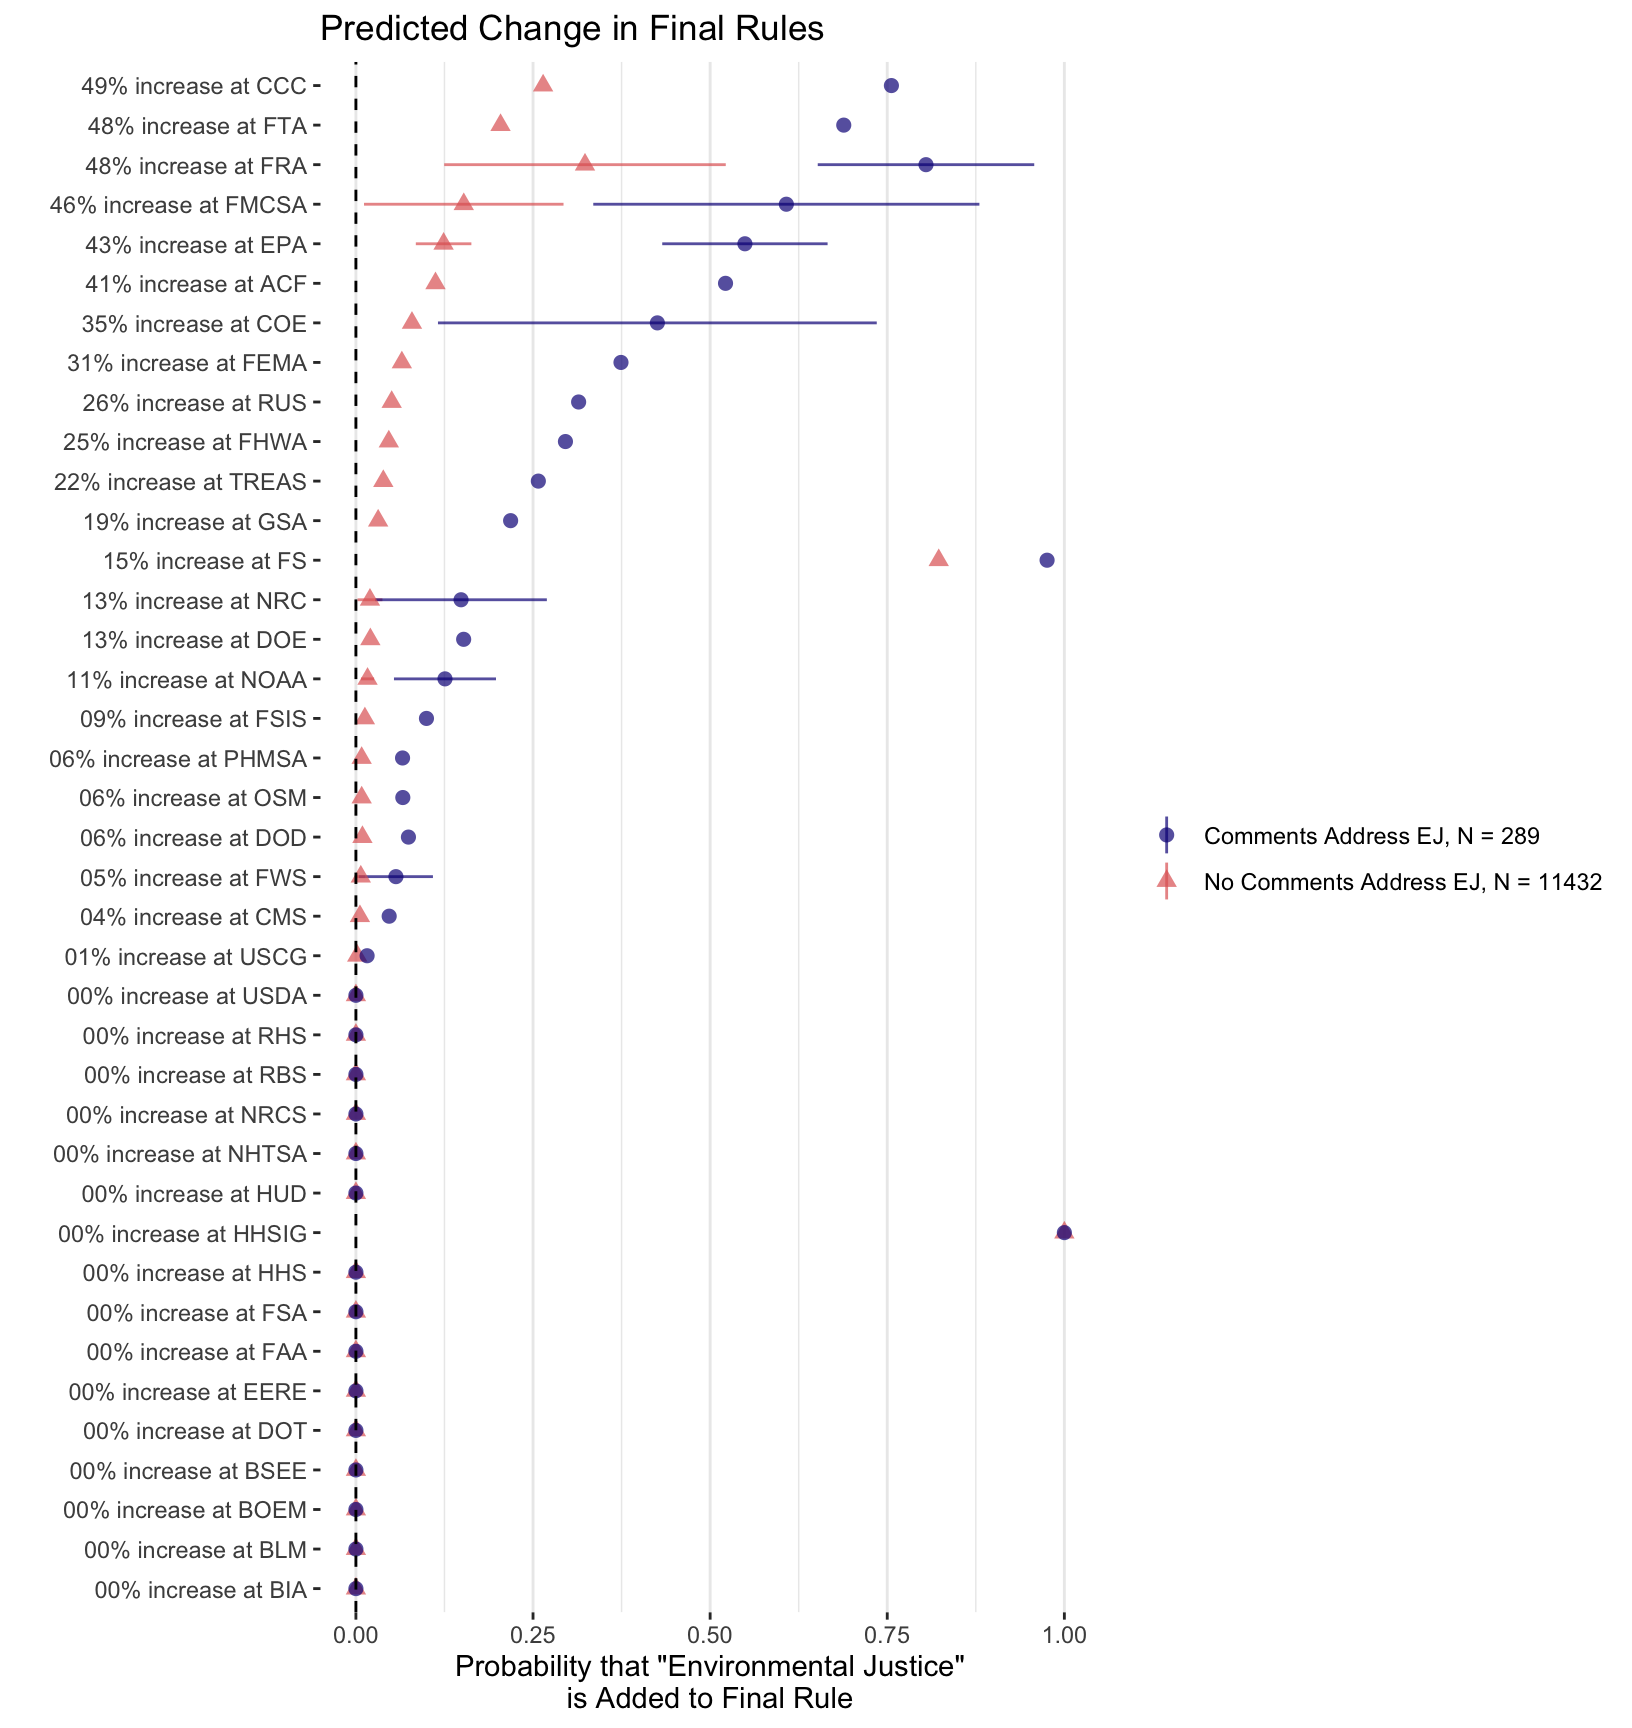 Predicted Change in Final Rules
49% increase at CCC
48% increase at FTA
48% increase at FRA
46% increase at FMCSA
43% increase at EPA
41% increase at ACF
35% increase at COE
31% increase at FEMA
26% increase at RUS
25% increase at FHWA
22% increase at TREAS
19% increase at GSA
15% increase at FS
13% increase at NRC
13% increase at DOE
11% increase at NOAA
09% increase at FSIS
06% increase at PHMSA
06% increase at OSM
06% increase at DOD
05% increase at FWS
04% increase at CMS
01% increase at USCG
00% increase at USDA
00% increase at RHS
00% increase at RBS
00% increase at NRCS
00% increase at NHTSA
00% increase at HUD
00% increase at HHSIG
00% increase at HHS
00% increase at FSA
00% increase at FAA
00% increase at EERE
00% increase at DOT
00% increase at BSEE
00% increase at BOEM
00% increase at BLM
00% increase at BIA
0.00 0.25 0.50 0.75 1.00
Probability that "Environmental Justice"
is Added to Final Rule
Comments Address EJ, N = 289
No Comments Address EJ, N = 11432